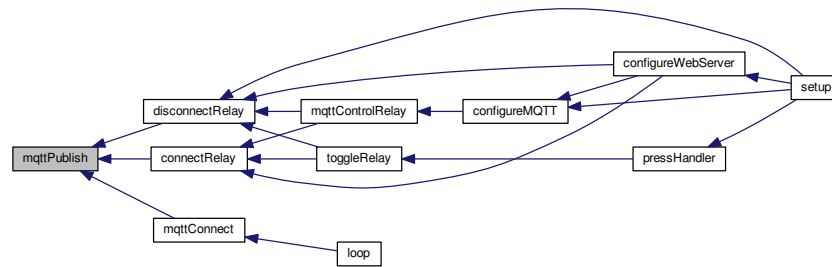 configureWebServer
setup
disconnectRelay
mqttControlRelay
configureMQTT
mqttPublish
connectRelay
toggleRelay
pressHandler
mqttConnect
loop